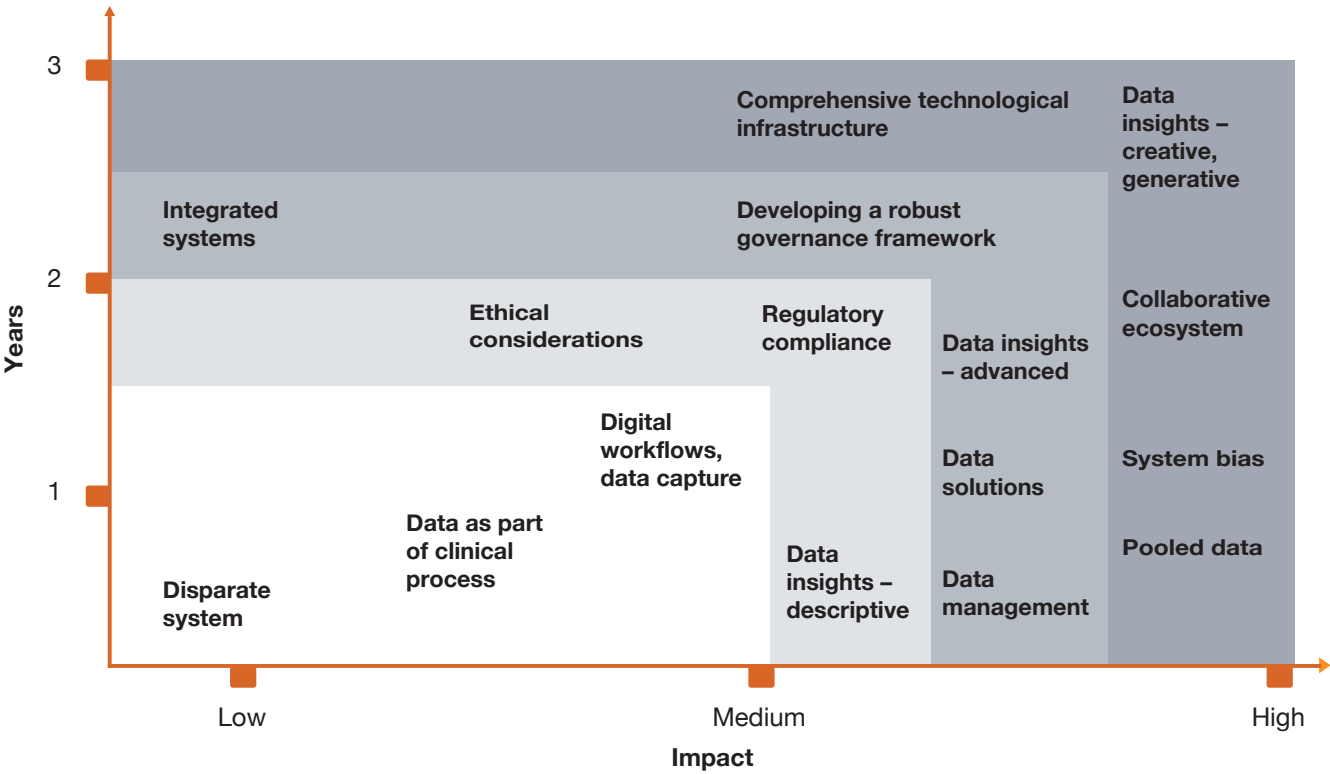 3
Comprehensive technological
infrastructure
Data
insights –
creative,
generative
Integrated
systems
Developing a robust
governance framework
2
Ethical
considerations
Regulatory
compliance
Collaborative
ecosystem
Data insights
– advanced
Years
Digital
workflows,
data capture
Data
solutions
System bias
1
Data as part
of clinical
process
Data
insights –
descriptive
Pooled data
Disparate
system
Data
management
Low
Medium
High
Impact